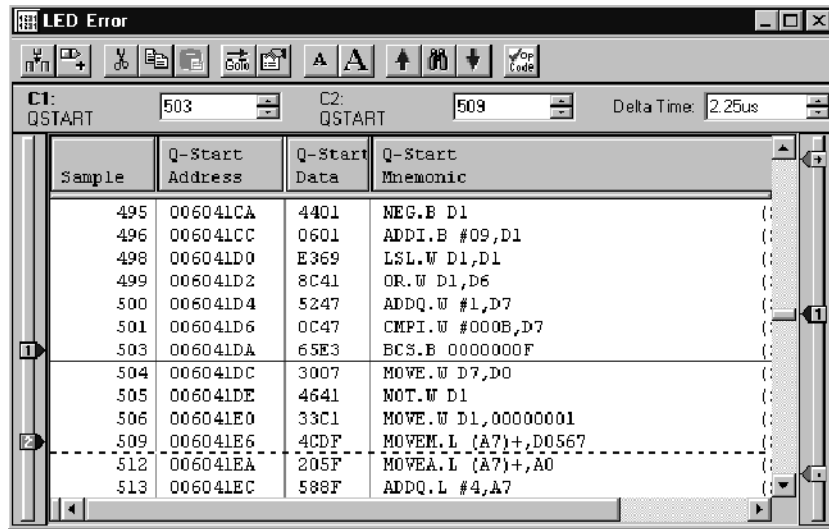 LED Error
Goto A A Op Code
C1: QSTART 503 C2: QSTART 509 Delta Time: 2.25us
Sample Q-Start Address Q-Start Data Q-Start Mnemonic
495 006041CA 4401 NEG.B D1
496 006041CC 0601 ADDI.B #09,D1
498 006041D0 E369 LSL.W D1,D1
499 006041D2 8C41 OR.W D1,D6
500 006041D4 5247 ADDQ.W #1,D7
501 006041D6 0C47 CMPI.W #000B,D7
503 006041DA 65E3 BCS.B 0000000F
504 006041DC 3007 MOVE.W D7,D0
505 006041DE 4641 NOT.W D1
506 006041E0 33C1 MOVE.W D1,00000001
509 006041E6 4CDF MOVEM.L (A7)+,D0567
512 006041EA 205F MOVEA.L (A7)+,A0
513 006041EC 588F ADDQ.L #4,A7